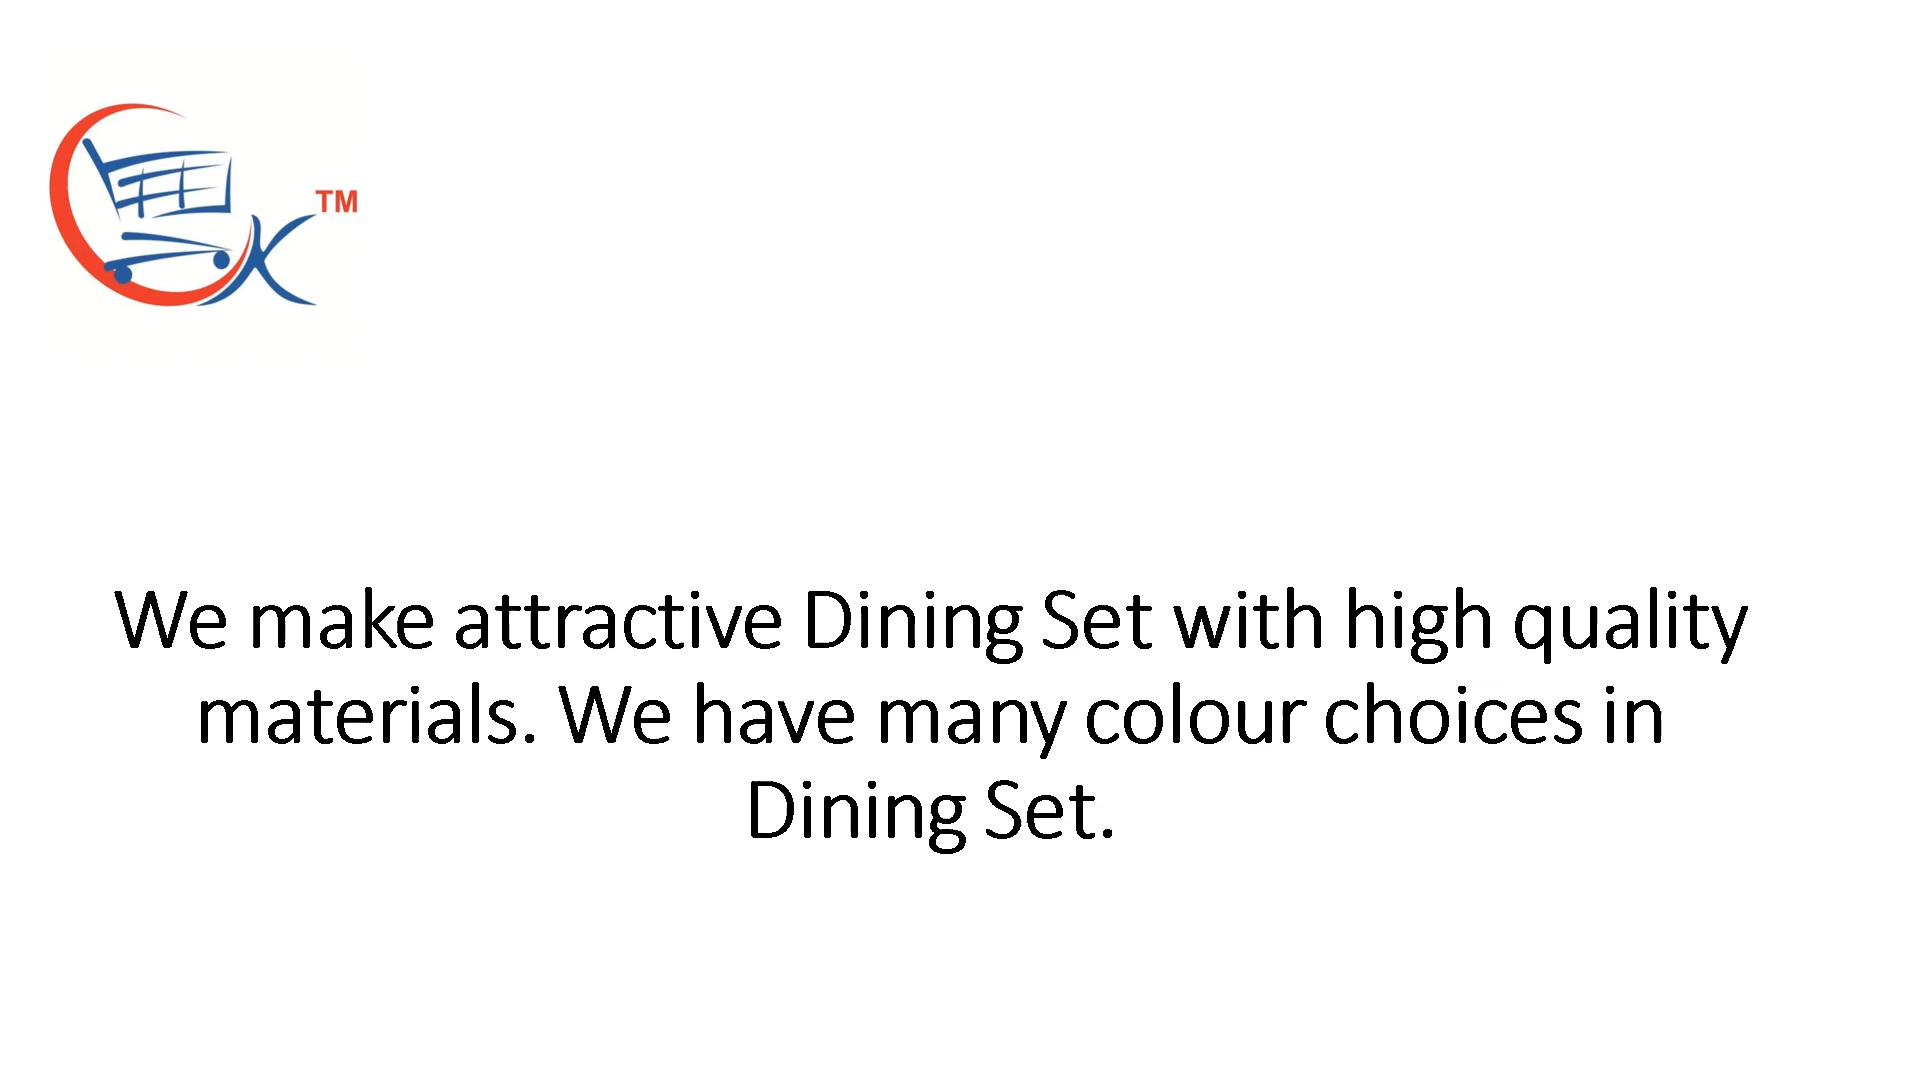 TM
We make attractive Dining Set with high quality
materials. We have many colour choices in
Dining Set.